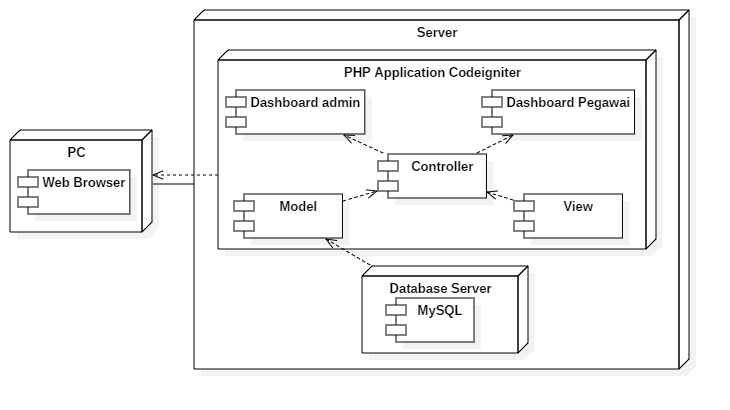 Server
PHP Application Codeigniter
Dashboard admin
Dashboard Pegawai
PC
Web Browser
Controller
Model
View
Database Server
MySQL